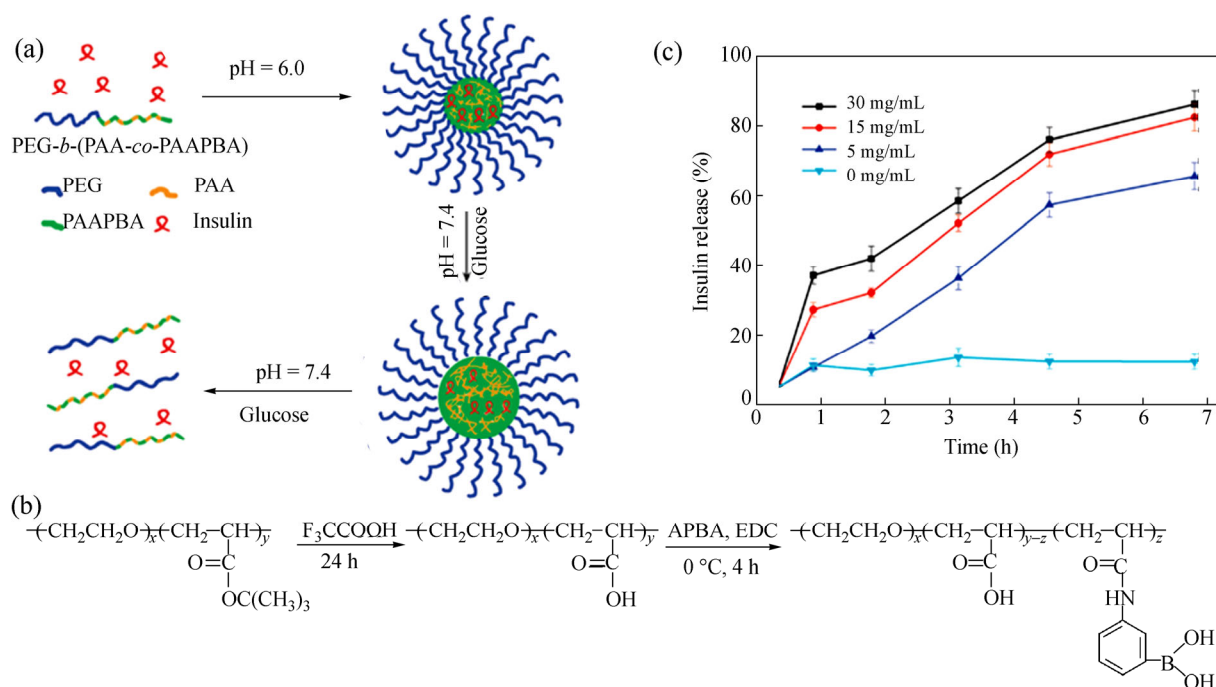 (a)
pH = 6.0
PEG-b-(PAA-co-PAAPBA)
PEG
PAA
PAAPBA
Insulin
pH = 7.4
Glucose
pH = 7.4
Glucose
(c)
100
80
60
40
20
0
Insulin release (%)
30 mg/mL
15 mg/mL
5 mg/mL
0 mg/mL
0 1 2 3 4 5 6 7
Time (h)
(b)
(CH₂CH₂O)x(CH₂—CH)y
O=C
OC(CH₃)₃
F₃CCOOH
24 h
(CH₂CH₂O)x(CH₂—CH)y
O=C
OH
APBA, EDC
0 °C, 4 h
(CH₂CH₂O)x(CH₂—CH)y-z(CH₂—CH)z
O=C
OH
O=C
HN
B
OH
OH